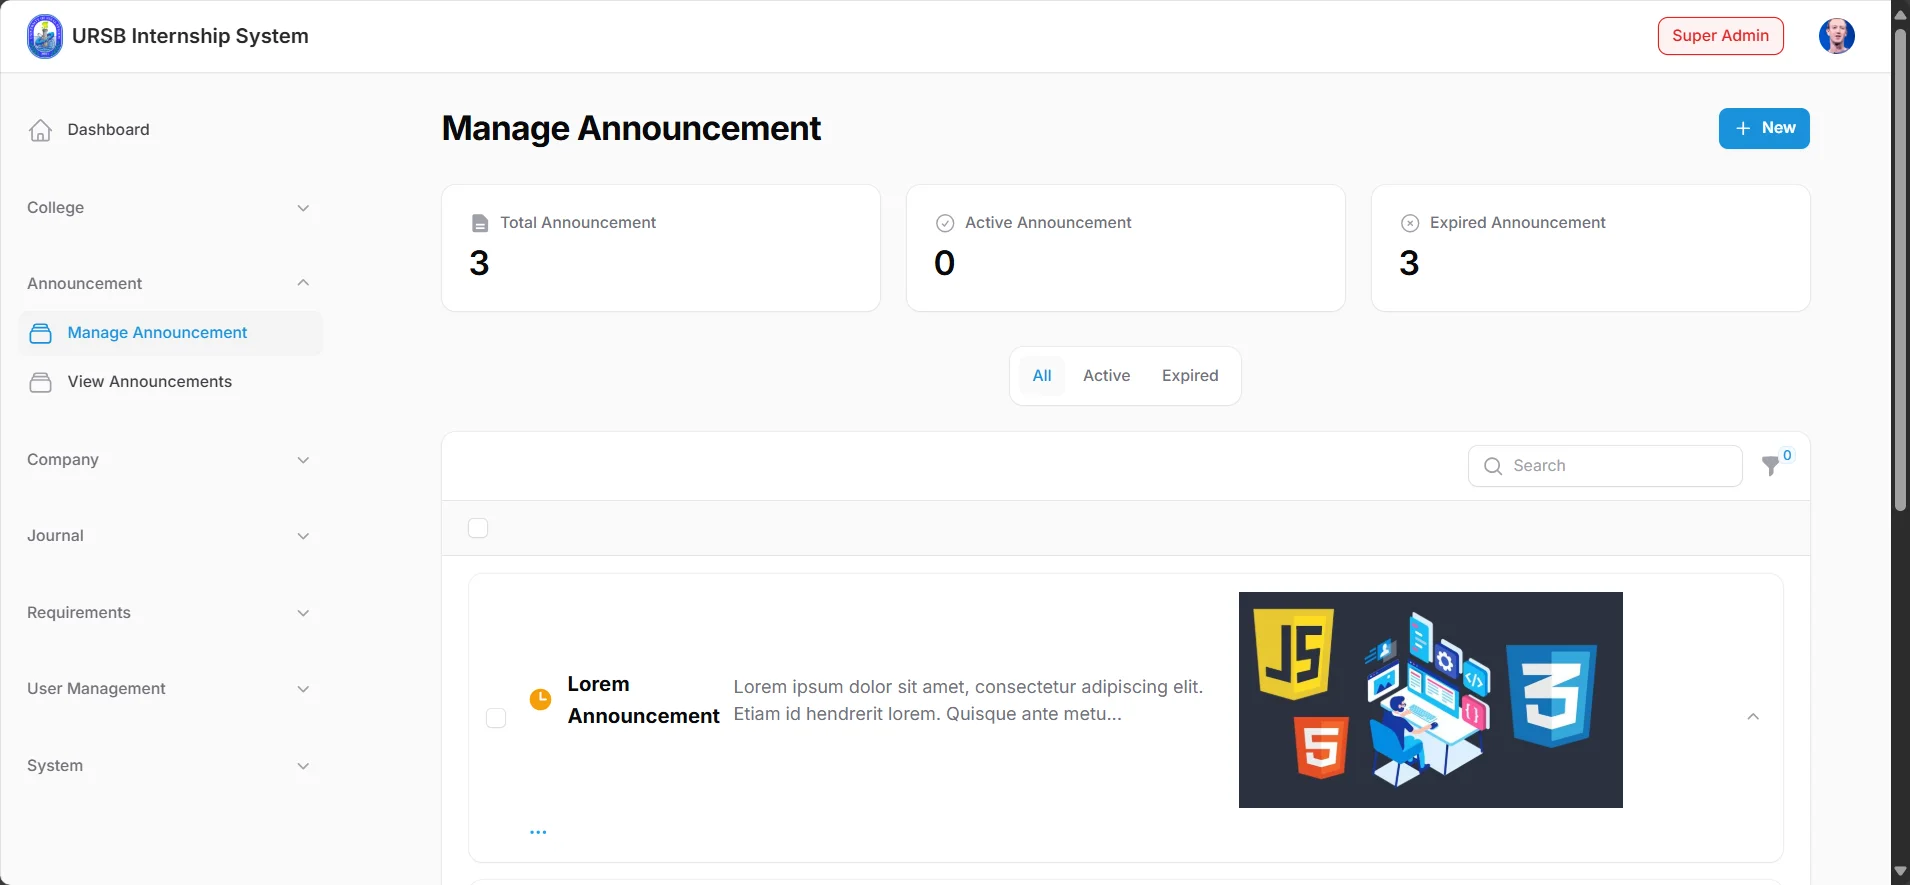 URSB Internship System
Super Admin
Dashboard
College
Announcement
Manage Announcement
View Announcements
Company
Journal
Requirements
User Management
System
Manage Announcement
New
Total Announcement
3
Active Announcement
0
Expired Announcement
3
All
Active
Expired
Search
0
Lorem
Announcement
Lorem ipsum dolor sit amet, consectetur adipiscing elit.
Etiam id hendrerit lorem. Quisque ante metu...
JS
5
3
...